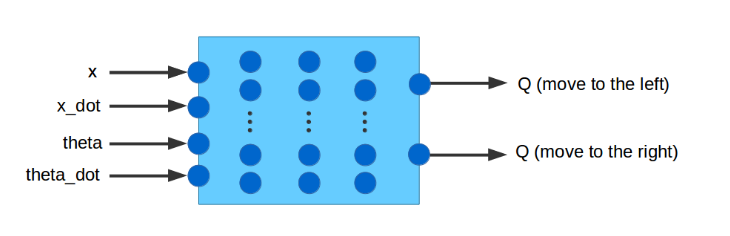 x
x_dot
theta
theta_dot
Q (move to the left)
Q (move to the right)